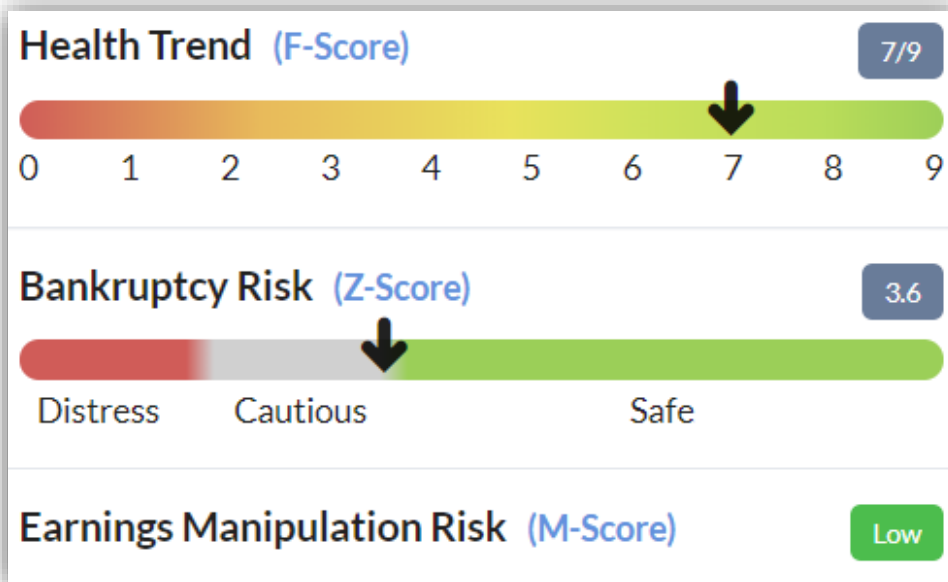 Health Trend (F-Score) 7/9
0 1 2 3 4 5 6 7 8 9
Bankruptcy Risk (Z-Score) 3.6
Distress Cautious Safe
Earnings Manipulation Risk (M-Score) Low